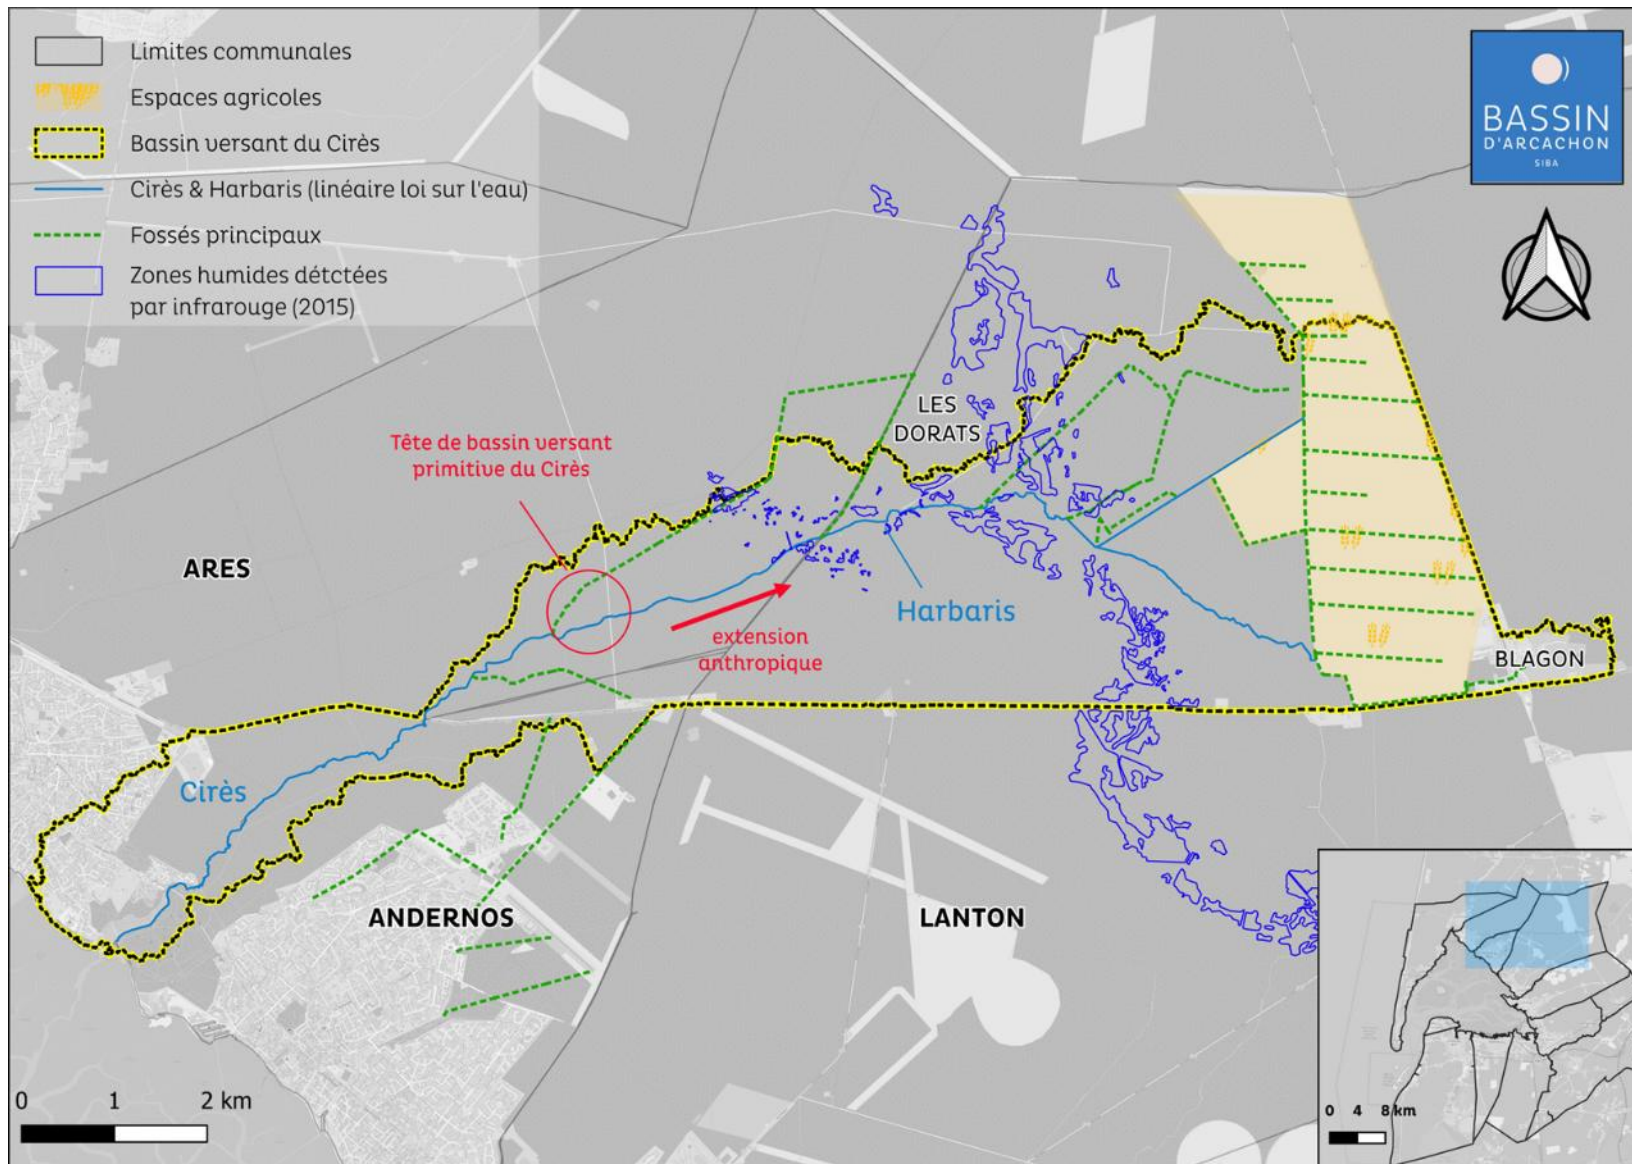 Limites communales
Espaces agricoles
Bassin versant du Cirès
Cirès & Harbaris (linéaire loi sur l'eau)
Fossés principaux
Zones humides détctées
par infrarouge (2015)
BASSIN
D'ARCACHON
SIBA
LES
DORATS
Tête de bassin versant
primitive du Cirès
ARES
Harbaris
extension
anthropique
BLAGON
Cirès
ANDERNOS
LANTON
0 1 2 km
0 4 8 km